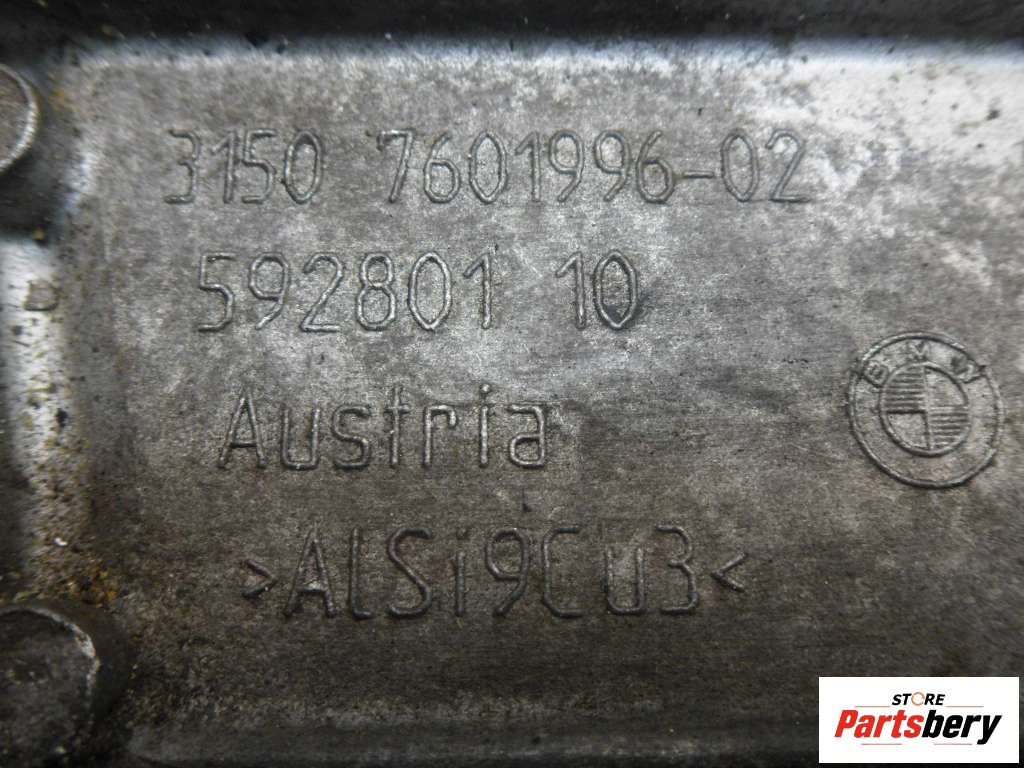 3150 7601996-02
592801 10
Austria
BMW
>AlSi9Cu3<
STORE
Partsbery